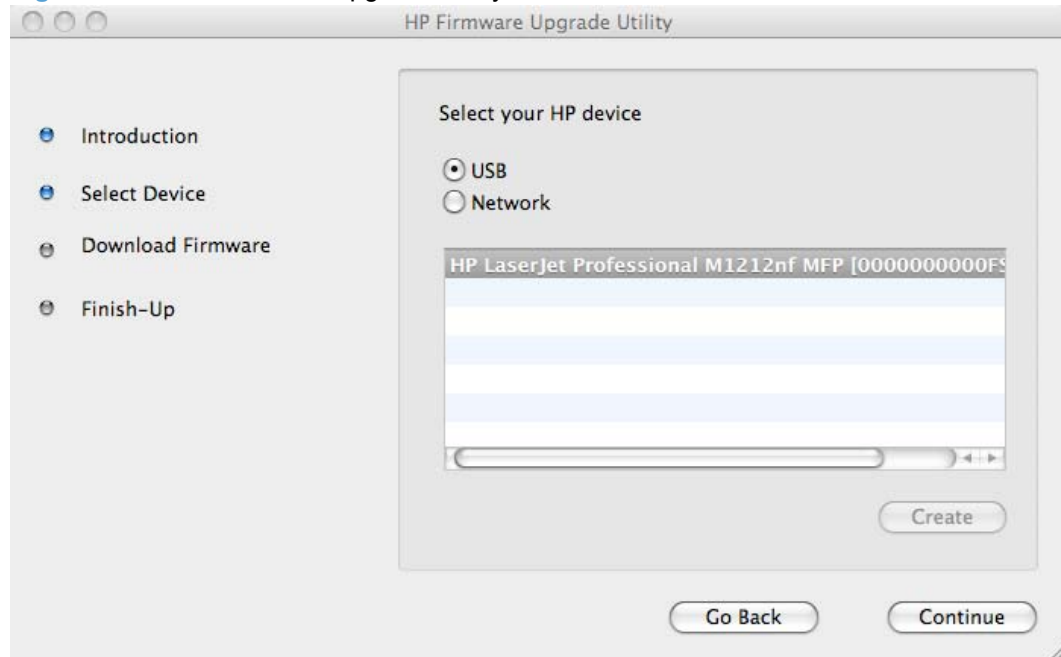 HP Firmware Upgrade Utility
Introduction
Select Device
Download Firmware
Finish-Up
Select your HP device
USB
Network
HP LaserJet Professional M1212nf MFP [0000000000FS
Create
Go Back
Continue